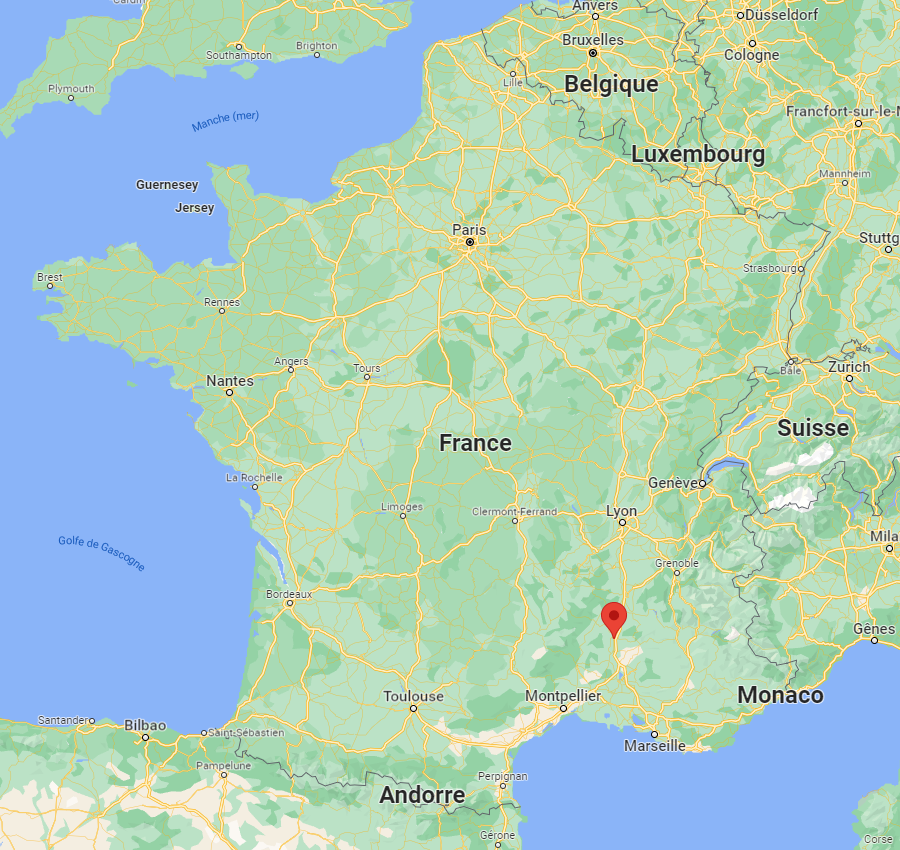 Anvers
Düsseldorf
Bruxelles
Southampton
Brighton
Cologne
Lille
Belgique
Plymouth
Francfort-sur-le-M
Manche (mer)
Luxembourg
Mannheim
Guernesey
Jersey
Paris
Stuttg
Strasbourg
Brest
Rennes
Angers
Tours
Bâle
Zurich
Nantes
Suisse
France
La Rochelle
Genève
Limoges
Clermont-Ferrand
Lyon
Mila
Golfe de Gascogne
Grenoble
Bordeaux
Gênes
Toulouse
Montpellier
Monaco
Santander
Bilbao
Saint-Sébastien
Marseille
Pampelune
Perpignan
Andorre
Gérone
Corse